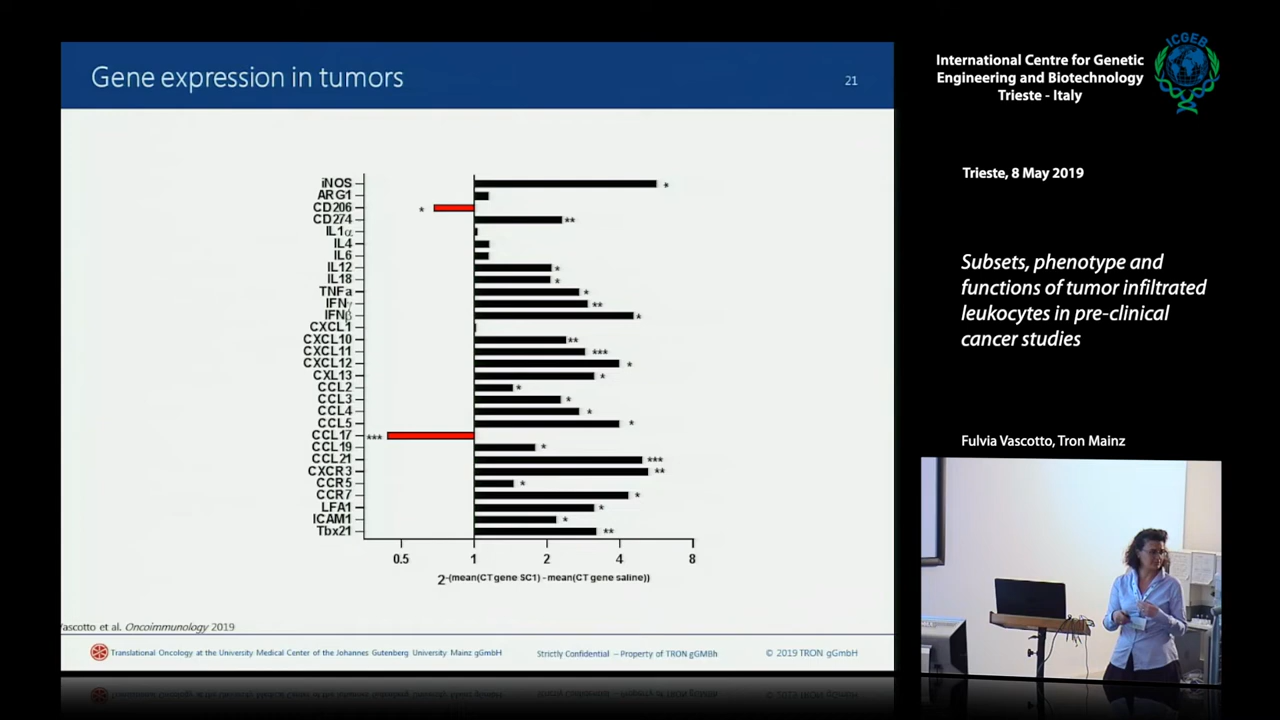 Gene expression in tumors
21
iNOS
*
ARG1
CD206
*
CD274
**
IL1α
IL4
IL6
IL12
*
IL18
*
TNFa
*
IFNγ
**
IFNβ
*
CXCL1
CXCL10
**
CXCL11
***
CXCL12
*
CXL13
*
CCL2
*
CCL3
*
CCL4
*
CCL5
*
CCL17
***
CCL19
*
CCL21
***
CXCR3
**
CCR5
*
CCR7
*
LFA1
*
ICAM1
*
Tbx21
**
0.5 1 2 4 8
2-(mean(CT gene SC1) - mean(CT gene saline))
ascotto et al. Oncoimmunology 2019
Translational Oncology at the University Medical Center of the Johannes Gutenberg University Mainz gGmbH
Strictly Confidential – Property of TRON gGMBh
© 2019 TRON gGmbH
ICGEB
International Centre for Genetic
Engineering and Biotechnology
Trieste - Italy
Trieste, 8 May 2019
Subsets, phenotype and
functions of tumor infiltrated
leukocytes in pre-clinical
cancer studies
Fulvia Vascotto, Tron Mainz